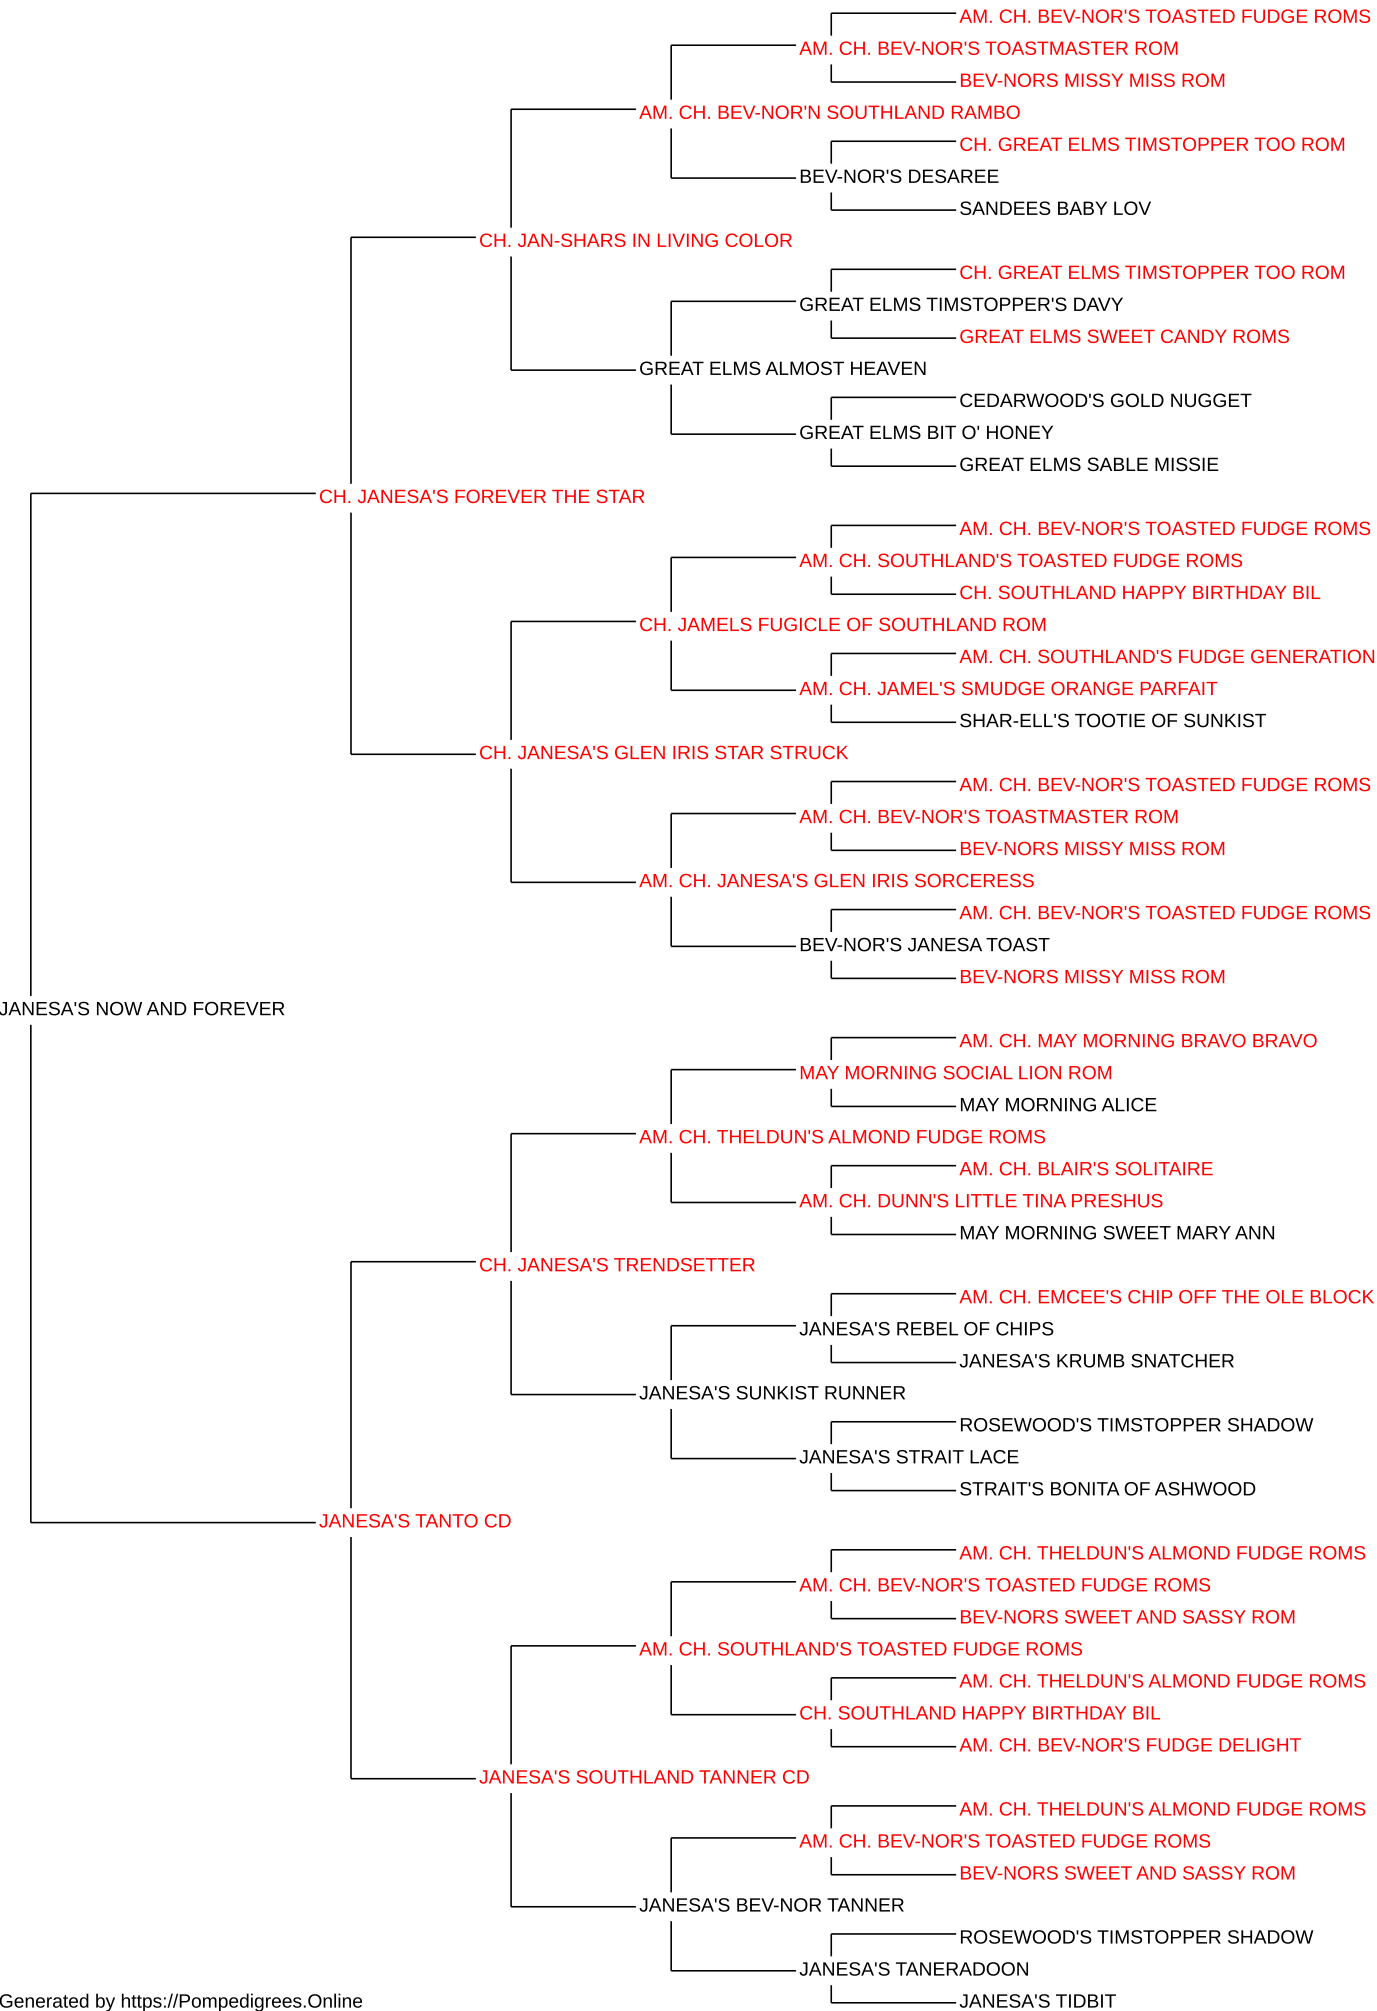 AM. CH. BEV-NOR'S TOASTED FUDGE ROMS
AM. CH. BEV-NOR'S TOASTMASTER ROM
BEV-NORS MISSY MISS ROM
AM. CH. BEV-NOR'N SOUTHLAND RAMBO
CH. GREAT ELMS TIMSTOPPER TOO ROM
BEV-NOR'S DESAREE
SANDEES BABY LOV
CH. JAN-SHARS IN LIVING COLOR
CH. GREAT ELMS TIMSTOPPER TOO ROM
GREAT ELMS TIMSTOPPER'S DAVY
GREAT ELMS SWEET CANDY ROMS
GREAT ELMS ALMOST HEAVEN
CEDARWOOD'S GOLD NUGGET
GREAT ELMS BIT O' HONEY
GREAT ELMS SABLE MISSIE
CH. JANESA'S FOREVER THE STAR
AM. CH. BEV-NOR'S TOASTED FUDGE ROMS
AM. CH. SOUTHLAND'S TOASTED FUDGE ROMS
CH. SOUTHLAND HAPPY BIRTHDAY BIL
CH. JAMELS FUGICLE OF SOUTHLAND ROM
AM. CH. SOUTHLAND'S FUDGE GENERATION
AM. CH. JAMEL'S SMUDGE ORANGE PARFAIT
SHAR-ELL'S TOOTIE OF SUNKIST
CH. JANESA'S GLEN IRIS STAR STRUCK
AM. CH. BEV-NOR'S TOASTED FUDGE ROMS
AM. CH. BEV-NOR'S TOASTMASTER ROM
BEV-NORS MISSY MISS ROM
AM. CH. JANESA'S GLEN IRIS SORCERESS
AM. CH. BEV-NOR'S TOASTED FUDGE ROMS
BEV-NOR'S JANESA TOAST
BEV-NORS MISSY MISS ROM
JANESA'S NOW AND FOREVER
AM. CH. MAY MORNING BRAVO BRAVO
MAY MORNING SOCIAL LION ROM
MAY MORNING ALICE
AM. CH. THELDUN'S ALMOND FUDGE ROMS
AM. CH. BLAIR'S SOLITAIRE
AM. CH. DUNN'S LITTLE TINA PRESHUS
MAY MORNING SWEET MARY ANN
CH. JANESA'S TRENDSETTER
AM. CH. EMCEE'S CHIP OFF THE OLE BLOCK
JANESA'S REBEL OF CHIPS
JANESA'S KRUMB SNATCHER
JANESA'S SUNKIST RUNNER
ROSEWOOD'S TIMSTOPPER SHADOW
JANESA'S STRAIT LACE
STRAIT'S BONITA OF ASHWOOD
JANESA'S TANTO CD
AM. CH. THELDUN'S ALMOND FUDGE ROMS
AM. CH. BEV-NOR'S TOASTED FUDGE ROMS
BEV-NORS SWEET AND SASSY ROM
AM. CH. SOUTHLAND'S TOASTED FUDGE ROMS
AM. CH. THELDUN'S ALMOND FUDGE ROMS
CH. SOUTHLAND HAPPY BIRTHDAY BIL
AM. CH. BEV-NOR'S FUDGE DELIGHT
JANESA'S SOUTHLAND TANNER CD
AM. CH. THELDUN'S ALMOND FUDGE ROMS
AM. CH. BEV-NOR'S TOASTED FUDGE ROMS
BEV-NORS SWEET AND SASSY ROM
JANESA'S BEV-NOR TANNER
ROSEWOOD'S TIMSTOPPER SHADOW
JANESA'S TANERADOON
JANESA'S TIDBIT
Generated by https://Pompedigrees.Online